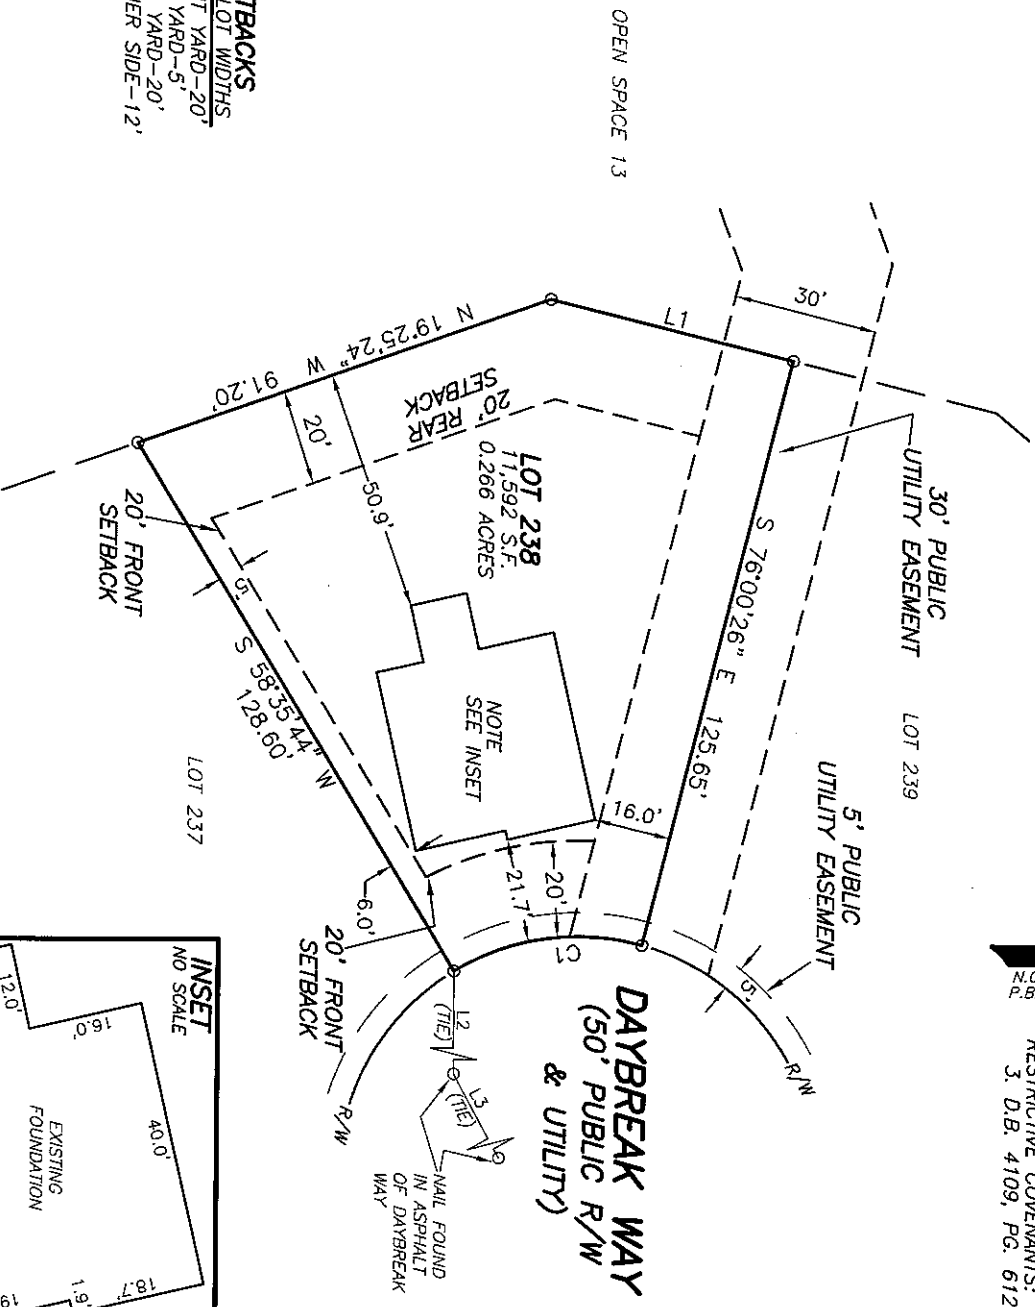 TBACKS
LOT WIDTHS
T YARD-20'
YARD-5'
YARD-20'
ER SIDE-12'
OPEN SPACE 13
30'
L1
N 19°25'24" W 91.20'
20' REAR
SETBACK
20'
50.9'
LOT 238
11,592 S.F.
0.266 ACRES
30' PUBLIC
UTILITY EASEMENT
LOT 239
S 76°00'26" E 125.65'
5' PUBLIC
UTILITY EASEMENT
5'
16.0'
NOTE
SEE INSET
20' FRONT
SETBACK
5'
S 58°35'44" W
128.60'
LOT 237
20'
21.7'
6.0'
C1
20' FRONT
SETBACK
DAYBREAK WAY
(50' PUBLIC R/W
& UTILITY)
R/W
R/W
L2
(TIE)
L3
(TIE)
NAIL FOUND
IN ASPHALT
OF DAYBREAK
WAY
RESTRICTIVE COVENANTS:
3. D.B. 4109, PG. 612
INSET
NO SCALE
12.0'
16.0'
40.0'
EXISTING
FOUNDATION
18.7'
1.9'